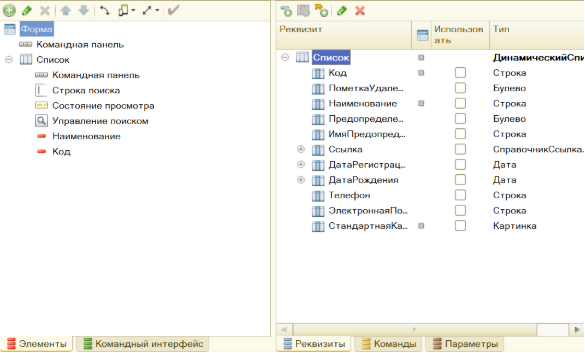 Форма
Командная панель
Список
Командная панель
Строка поиска
Состояние просмотра
Управление поиском
Наименование
Код
Элементы
Командный интерфейс
Реквизит
Использов
ать
Тип
Список
ДинамическийСпи
Код
Строка
ПометкаУдале...
Булево
Наименование
Строка
Предопределе...
Булево
ИмяПредопред...
Строка
Ссылка
СправочникСсылка.
ДатаРегистрац...
Дата
ДатаРождения
Дата
Телефон
Строка
ЭлектроннаяПо...
Строка
СтандартнаяКа...
Картинка
Реквизиты
Команды
Параметры